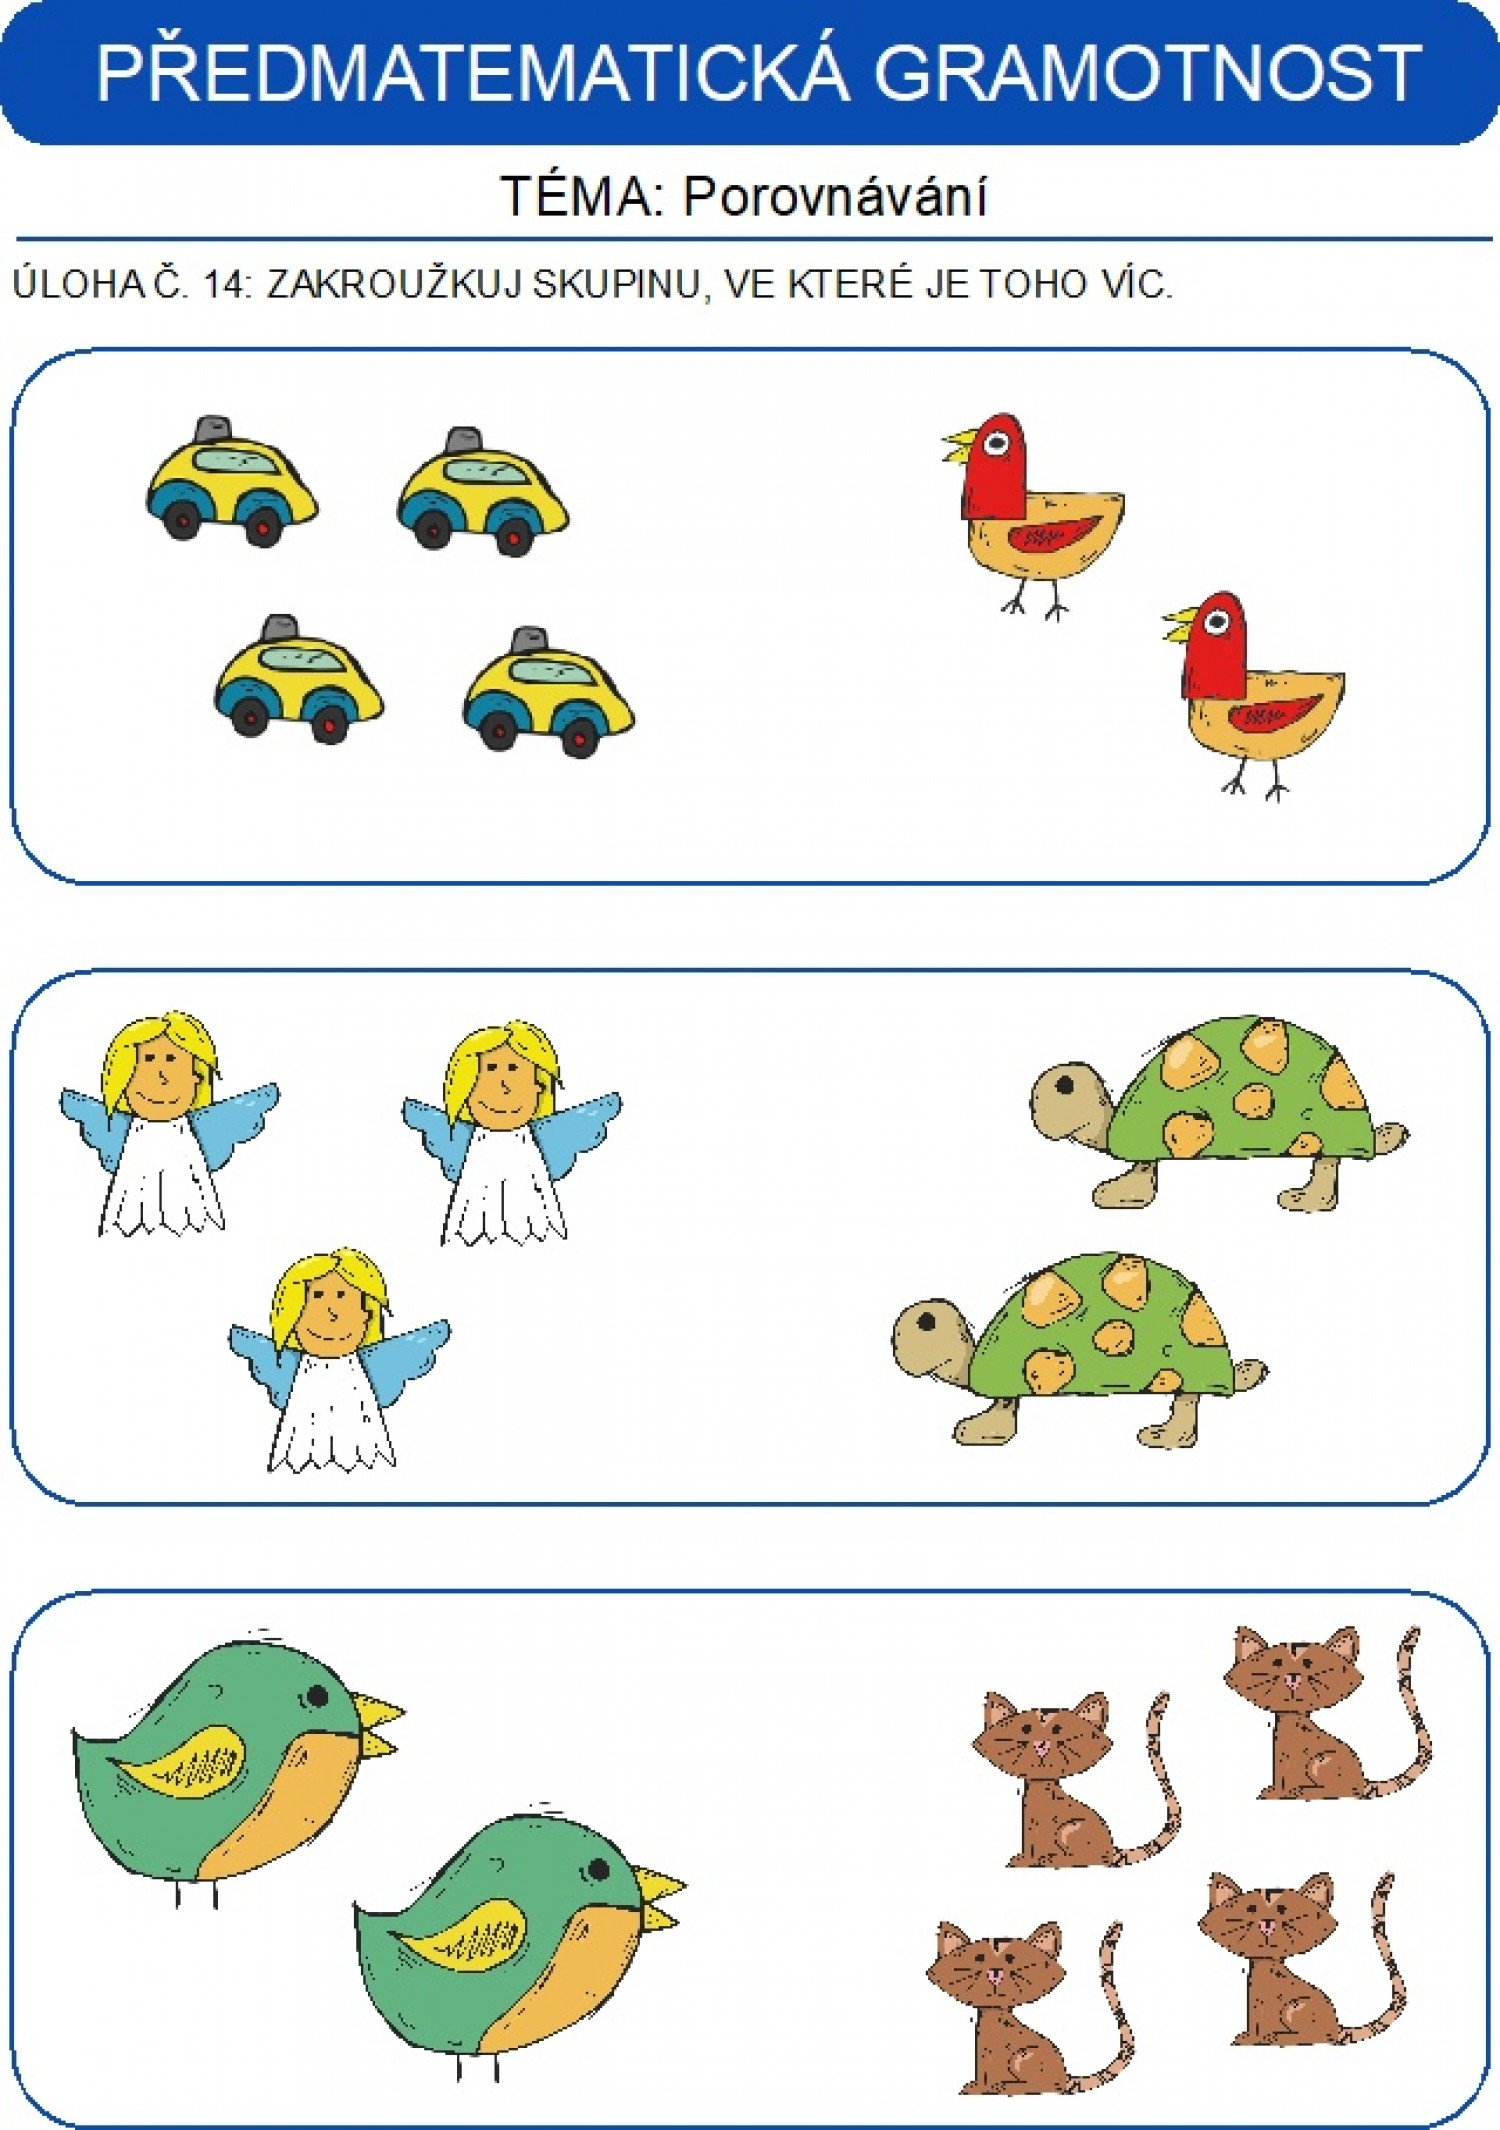 PŘEDMATEMATICKÁ GRAMOTNOST
TÉMA: Porovnávání
ÚLOHA Č. 14: ZAKROUŽKUJ SKUPINU, VE KTERÉ JE TOHO VÍC.